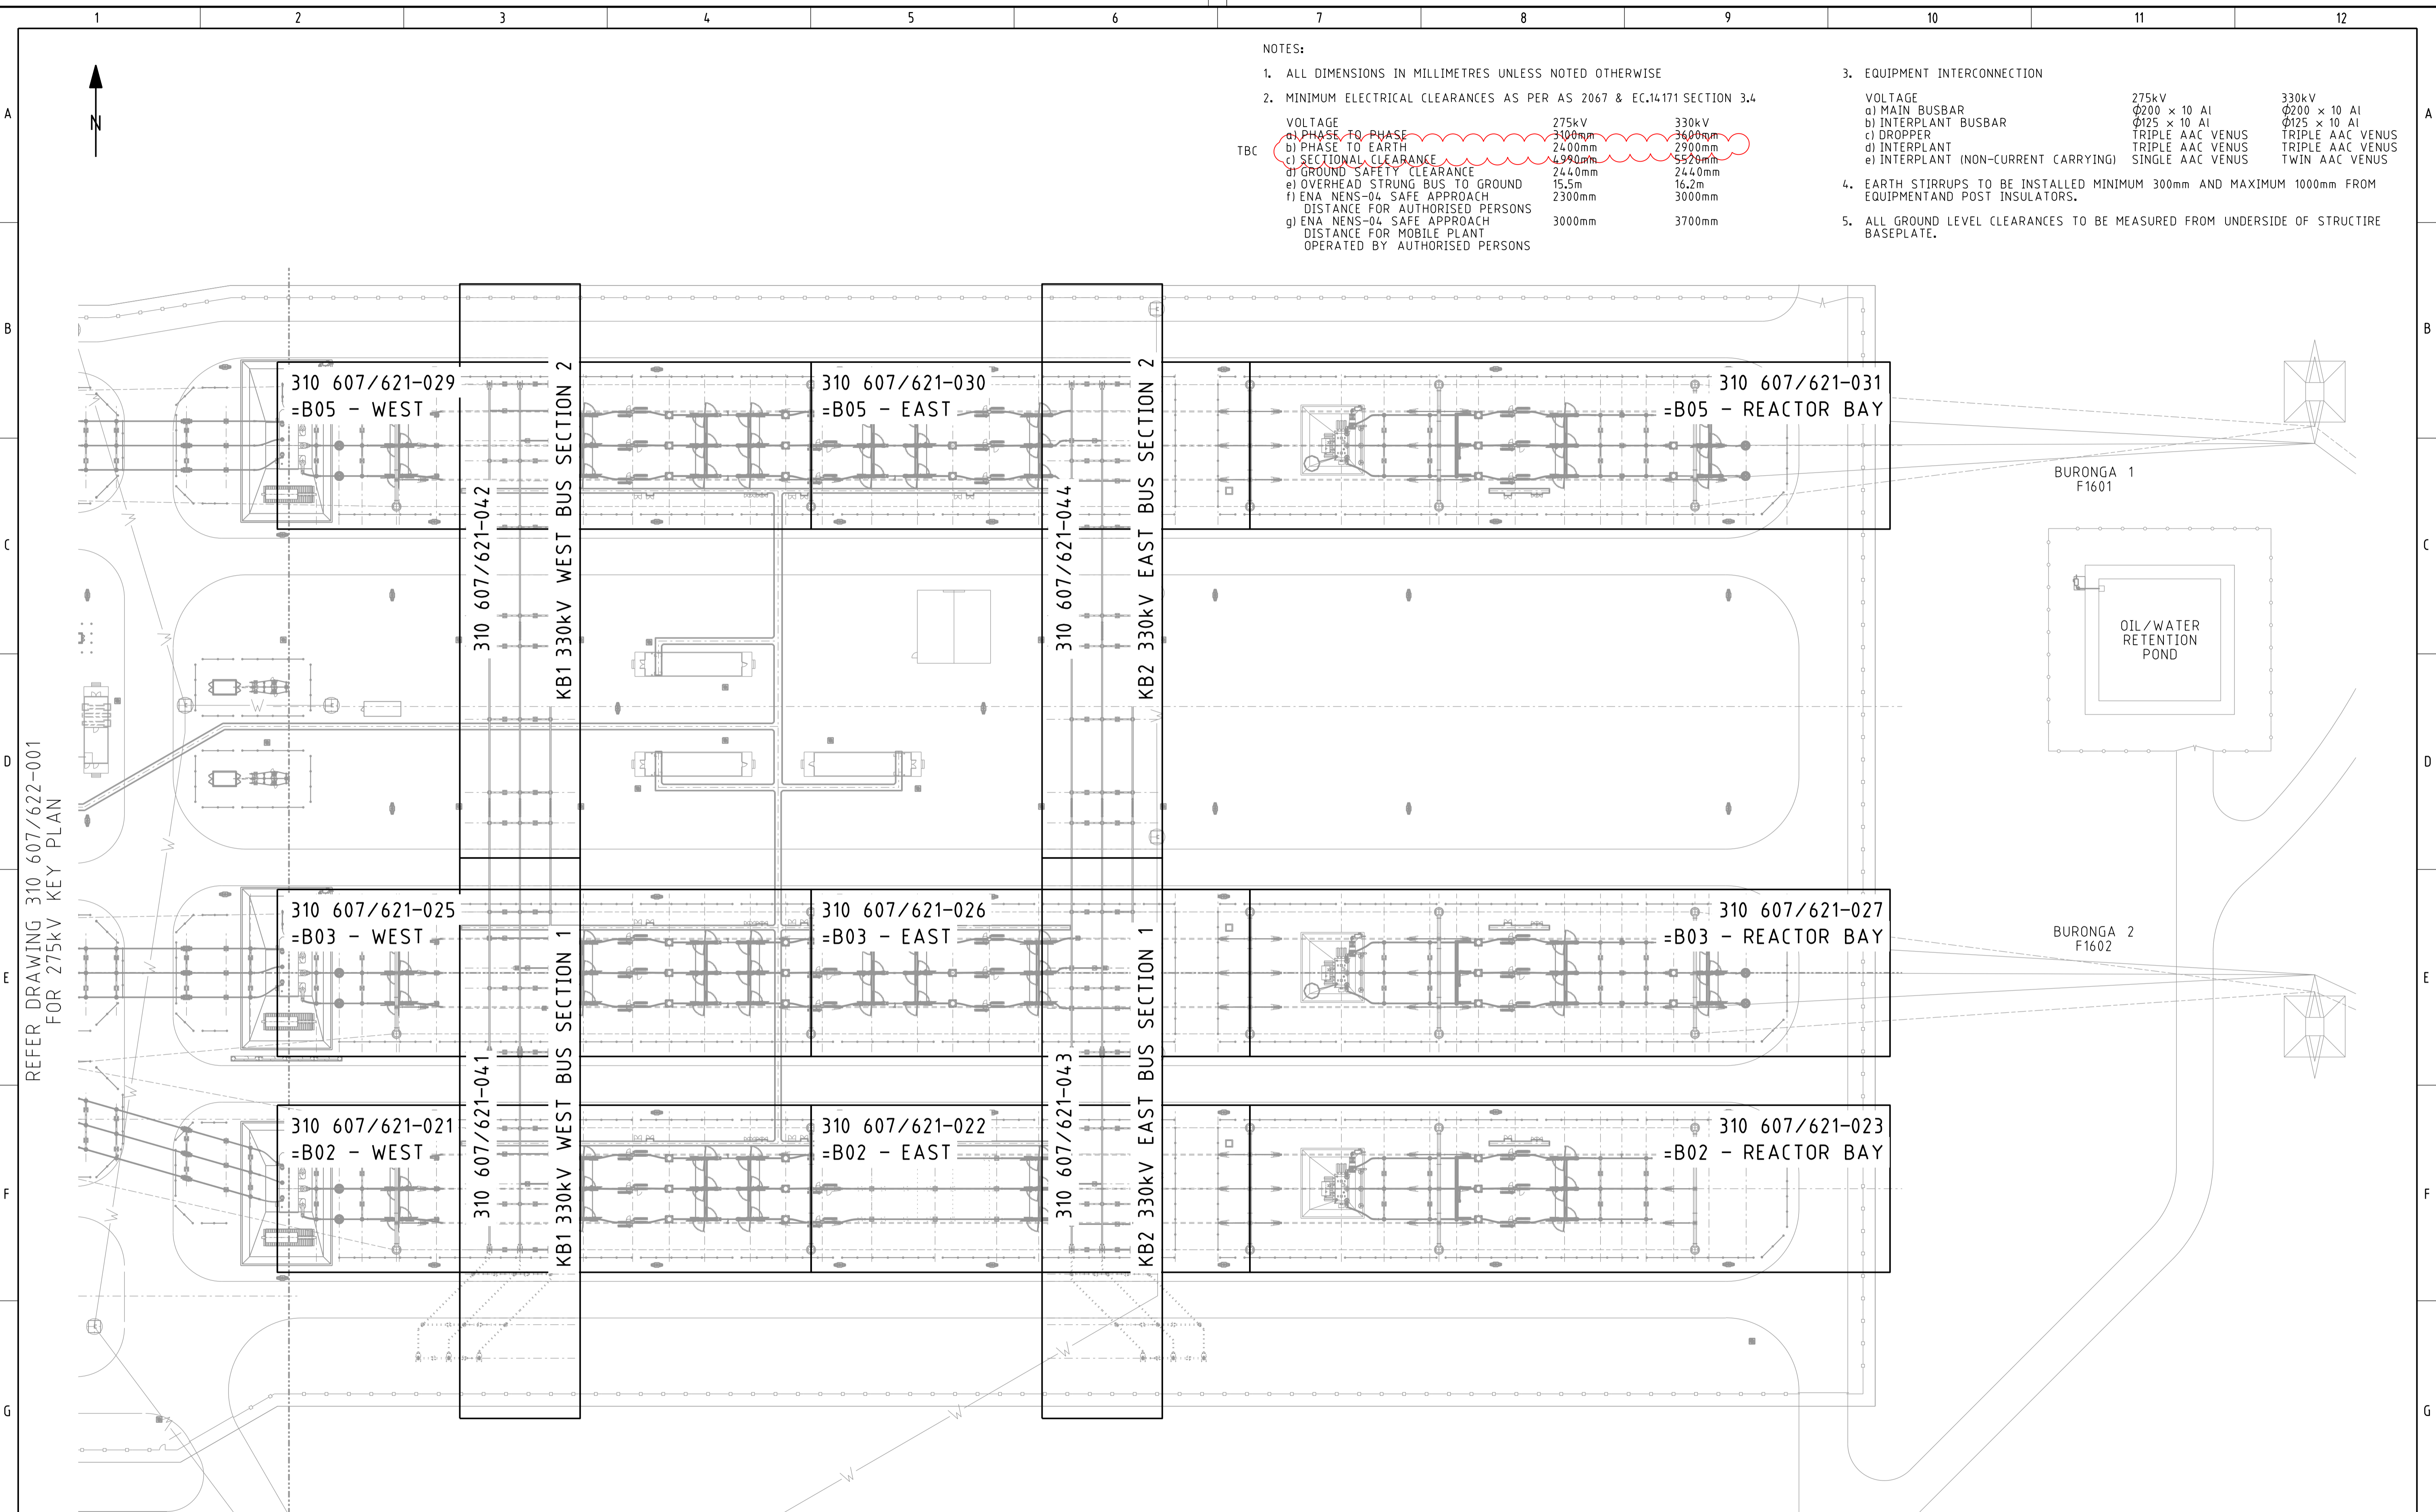 1 2 3 4 5 6 7 8 9 10 11 12
A A
B B
C C
D D
E E
F F
G G
N
NOTES:
1. ALL DIMENSIONS IN MILLIMETRES UNLESS NOTED OTHERWISE
2. MINIMUM ELECTRICAL CLEARANCES AS PER AS 2067 & EC.14171 SECTION 3.4
VOLTAGE 275kV 330kV
a) PHASE TO PHASE 3100mm 3600mm
TBC
b) PHASE TO EARTH 2400mm 2900mm
c) SECTIONAL CLEARANCE 4990mm 5520mm
d) GROUND SAFETY CLEARANCE 2440mm 2440mm
e) OVERHEAD STRUNG BUS TO GROUND 15.5m 16.2m
f) ENA NENS-04 SAFE APPROACH 2300mm 3000mm
DISTANCE FOR AUTHORISED PERSONS
g) ENA NENS-04 SAFE APPROACH 3000mm 3700mm
DISTANCE FOR MOBILE PLANT
OPERATED BY AUTHORISED PERSONS
3. EQUIPMENT INTERCONNECTION
VOLTAGE 275kV 330kV
a) MAIN BUSBAR ϕ200 × 10 Al ϕ200 × 10 Al
b) INTERPLANT BUSBAR ϕ125 × 10 Al ϕ125 × 10 Al
c) DROPPER TRIPLE AAC VENUS TRIPLE AAC VENUS
d) INTERPLANT TRIPLE AAC VENUS TRIPLE AAC VENUS
e) INTERPLANT (NON-CURRENT CARRYING) SINGLE AAC VENUS TWIN AAC VENUS
4. EARTH STIRRUPS TO BE INSTALLED MINIMUM 300mm AND MAXIMUM 1000mm FROM
EQUIPMENTAND POST INSULATORS.
5. ALL GROUND LEVEL CLEARANCES TO BE MEASURED FROM UNDERSIDE OF STRUCTIRE
BASEPLATE.
310 607/621-029
=B05 - WEST
310 607/621-030
=B05 - EAST
310 607/621-031
=B05 - REACTOR BAY
310 607/621-042
KB1 330kV WEST BUS SECTION 2
310 607/621-044
KB2 330kV EAST BUS SECTION 2
BURONGA 1
F1601
OIL/WATER
RETENTION
POND
REFER DRAWING 310 607/622-001
FOR 275kV KEY PLAN
310 607/621-025
=B03 - WEST
310 607/621-026
=B03 - EAST
310 607/621-027
=B03 - REACTOR BAY
BURONGA 2
F1602
310 607/621-041
KB1 330kV WEST BUS SECTION 1
310 607/621-043
KB2 330kV EAST BUS SECTION 1
310 607/621-021
=B02 - WEST
310 607/621-022
=B02 - EAST
310 607/621-023
=B02 - REACTOR BAY
W
W
W